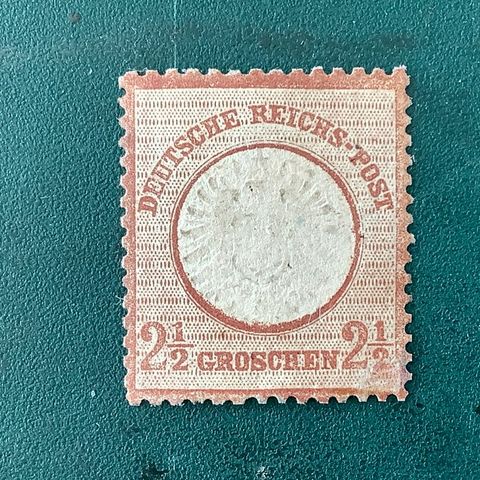 DEUTSCHE REICHS-POST
2½ GROSCHEN 2½